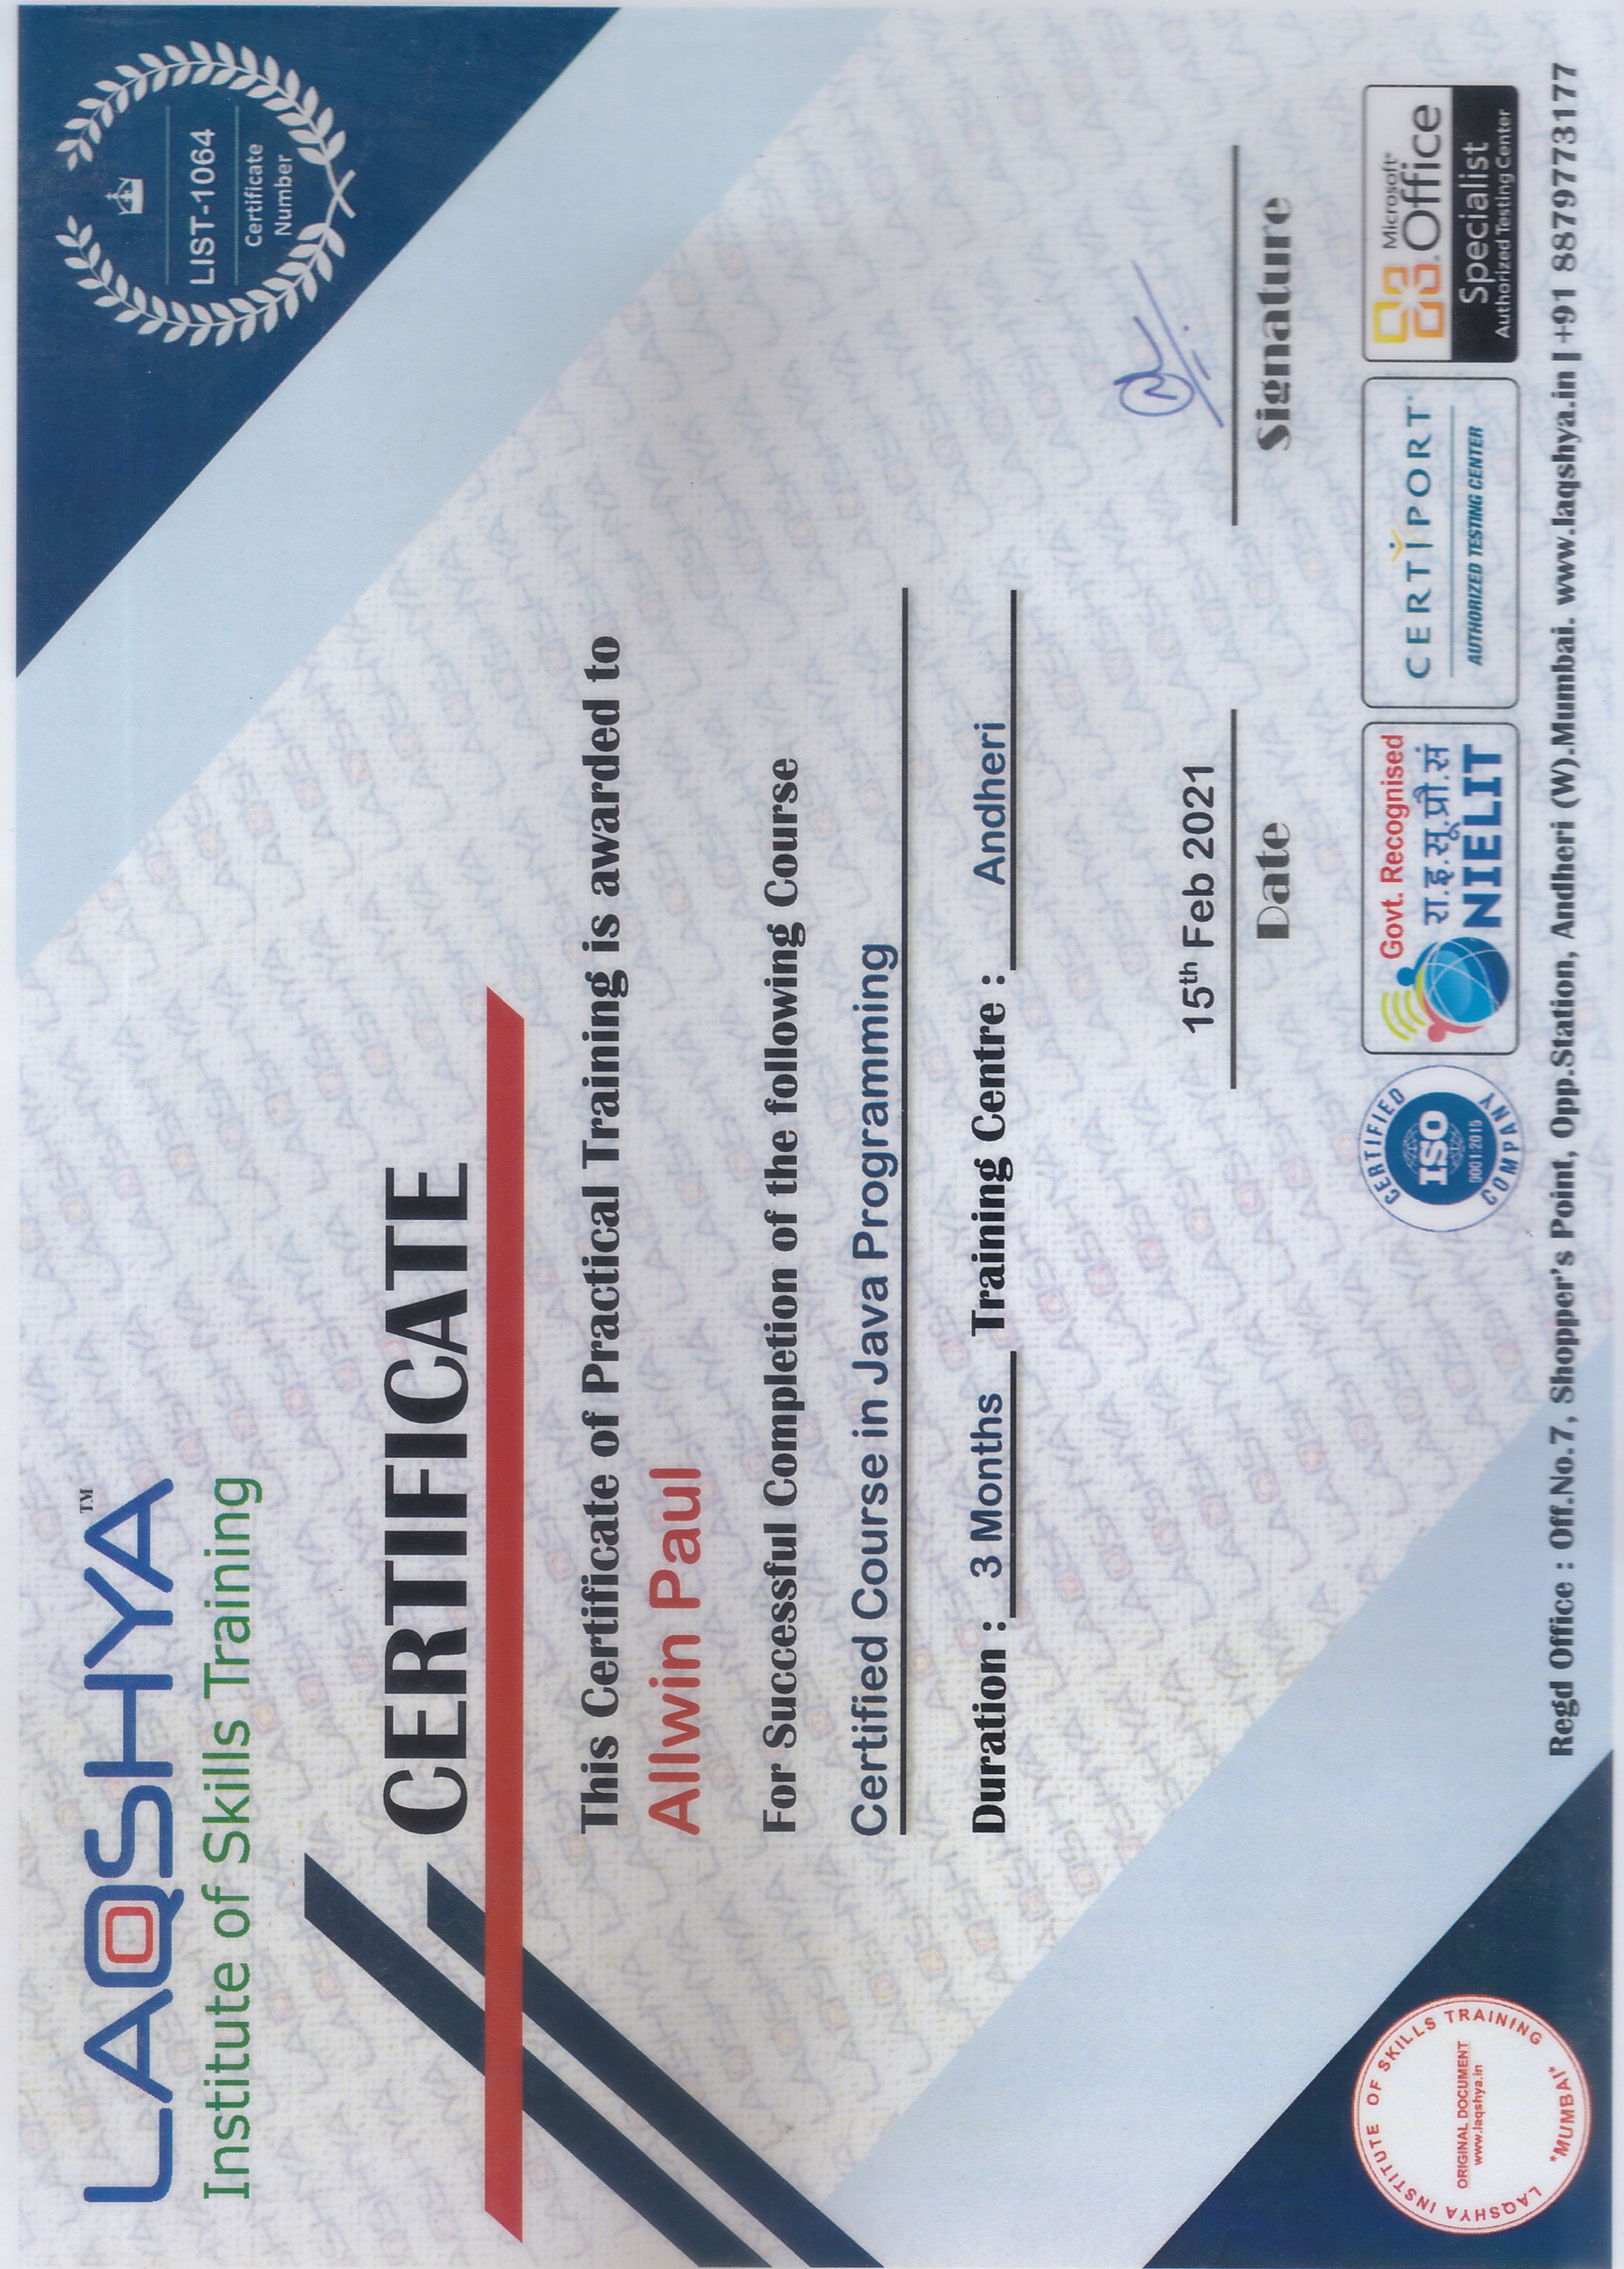 LAQSHYA™
Institute of Skills Training
LIST-1064
Certificate
Number
CERTIFICATE
This Certificate of Practical Training is awarded to
Allwin Paul
For Successful Completion of the following Course
Certified Course in Java Programming
Duration : 3 Months Training Centre : Andheri
15th Feb 2021
Date
Signature
LAQSHYA INSTITUTE OF SKILLS TRAINING
ORIGINAL DOCUMENT
www.laqshya.in
*MUMBAI*
CERTIFIED
ISO
9001:2015
COMPANY
Govt. Recognised
रा.इ.सू.प्रौ.सं
NIELIT
CERTIPORT
AUTHORIZED TESTING CENTER
Microsoft®
Office
Specialist
Authorized Testing Center
Regd Office : Off.No.7, Shopper's Point, Opp.Station, Andheri (W).Mumbai. www.laqshya.in | +91 8879773177